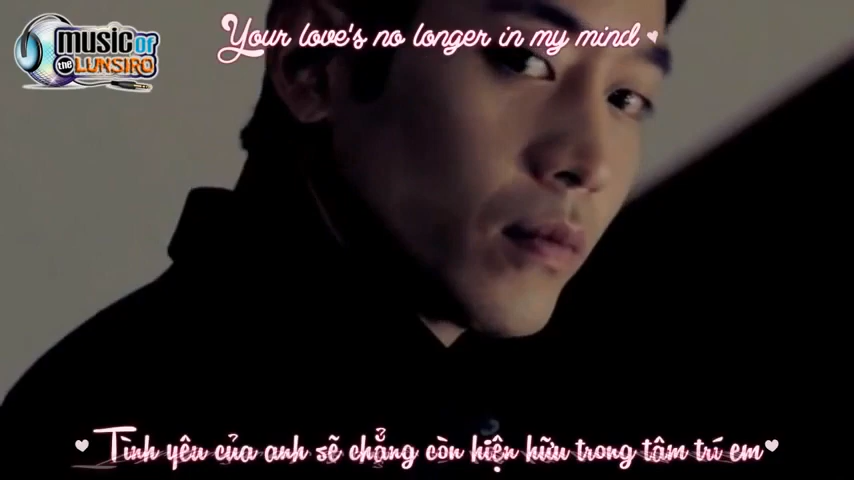 music of
the LUNSIRO
Your love's no longer in my mind
Tình yêu của anh sẽ chẳng còn hiện hữu trong tâm trí em